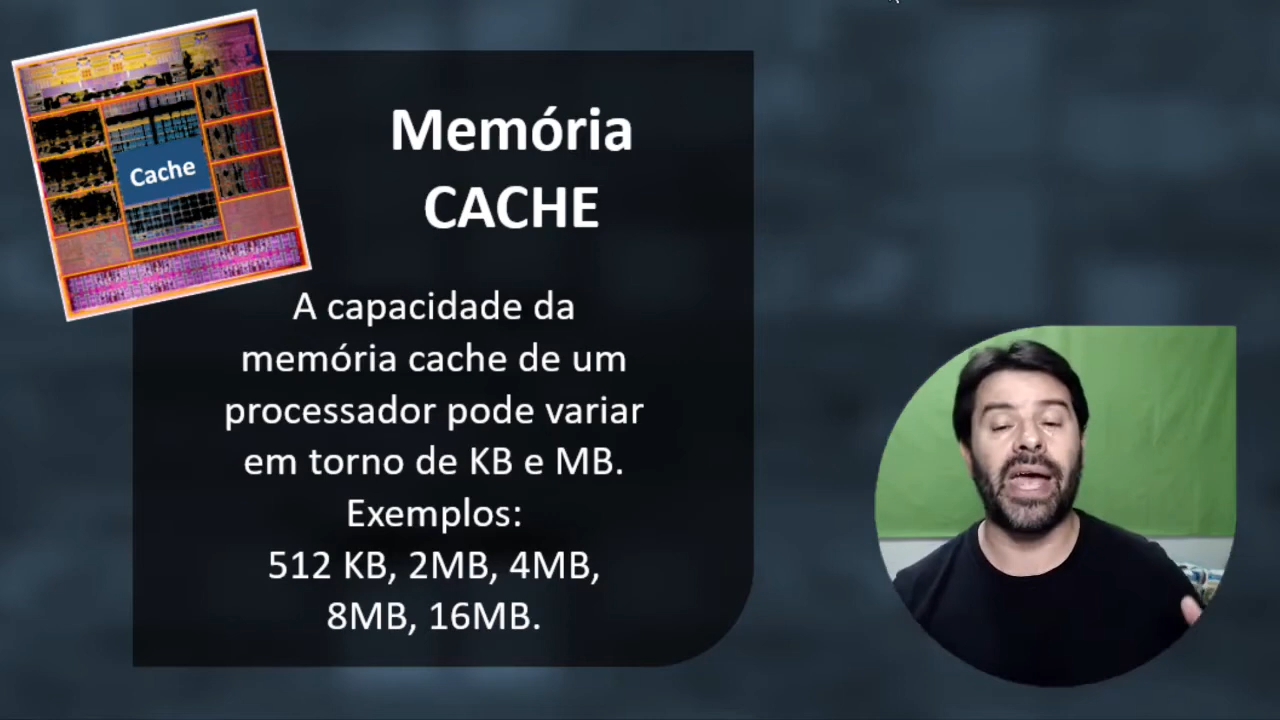 Cache
Memória
CACHE
A capacidade da
memória cache de um
processador pode variar
em torno de KB e MB.
Exemplos:
512 KB, 2MB, 4MB,
8MB, 16MB.